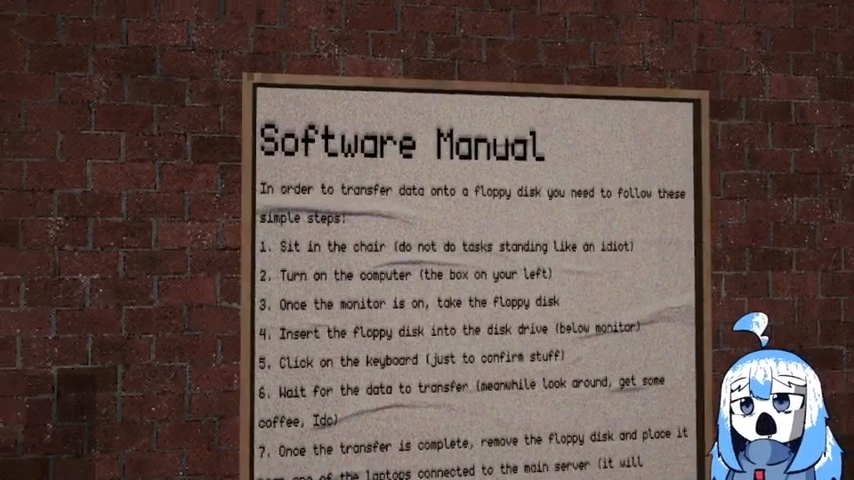 Software Manual
In order to transfer data onto a floppy disk you need to follow these
simple steps:
1. Sit in the chair (do not do tasks standing like an idiot)
2. Turn on the computer (the box on your left)
3. Once the monitor is on, take the floppy disk
4. Insert the floppy disk into the disk drive (below monitor)
5. Click on the keyboard (just to confirm stuff)
6. Wait for the data to transfer (meanwhile look around, get some
coffee, Idc)
7. Once the transfer is complete, remove the floppy disk and place it
one of the laptops connected to the main server (it will